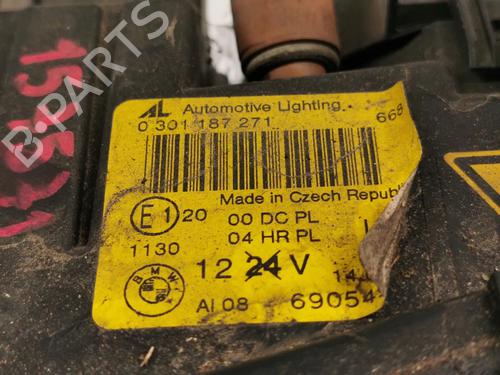 AL Automotive Lighting
0 301 187 271
668
Made in Czech Republi
E1 20 00 DC PL
1130 04 HR PL
12 24 V
BMW
AI 08 69054